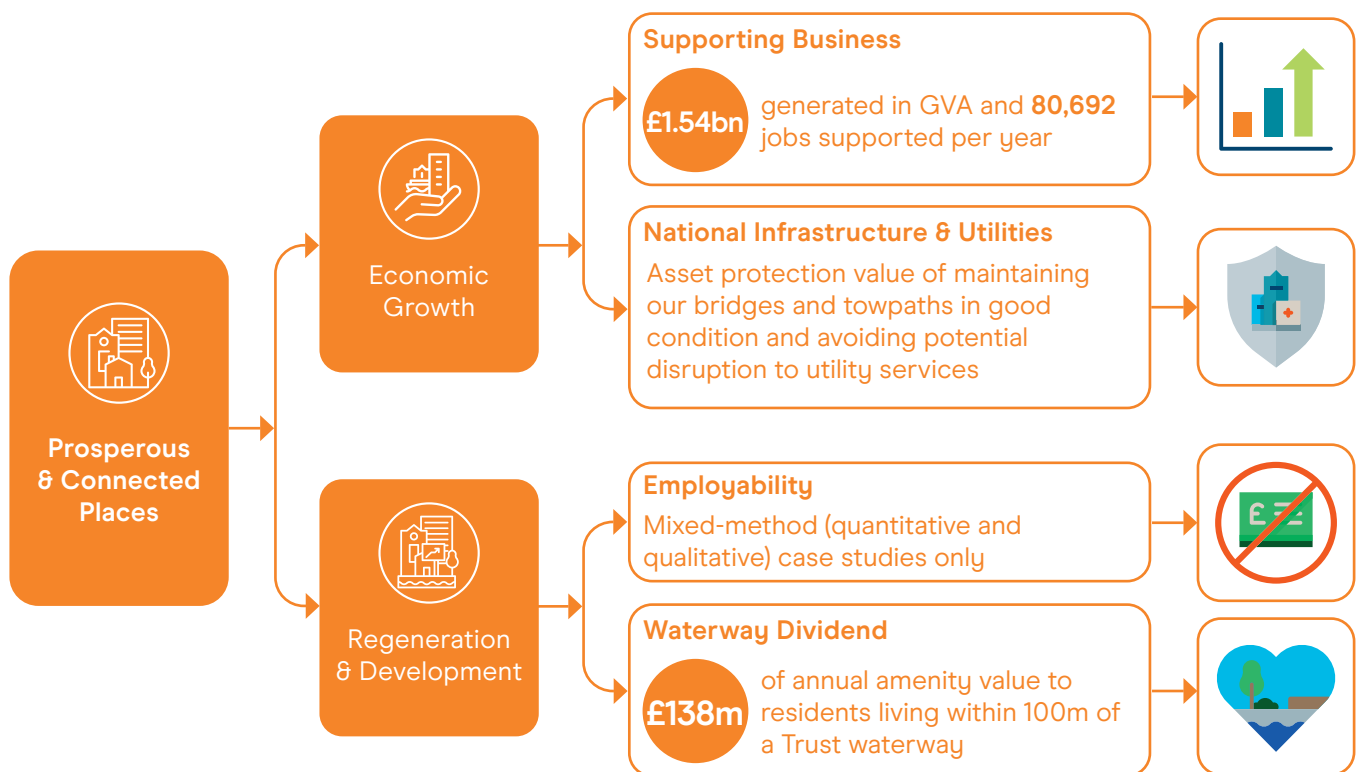 Prosperous
& Connected
Places
Economic
Growth
Supporting Business
£1.54bn
generated in GVA and 80,692
jobs supported per year
National Infrastructure & Utilities
Asset protection value of maintaining
our bridges and towpaths in good
condition and avoiding potential
disruption to utility services
Regeneration
& Development
Employability
Mixed-method (quantitative and
qualitative) case studies only
£
Waterway Dividend
£138m
of annual amenity value to
residents living within 100m of
a Trust waterway